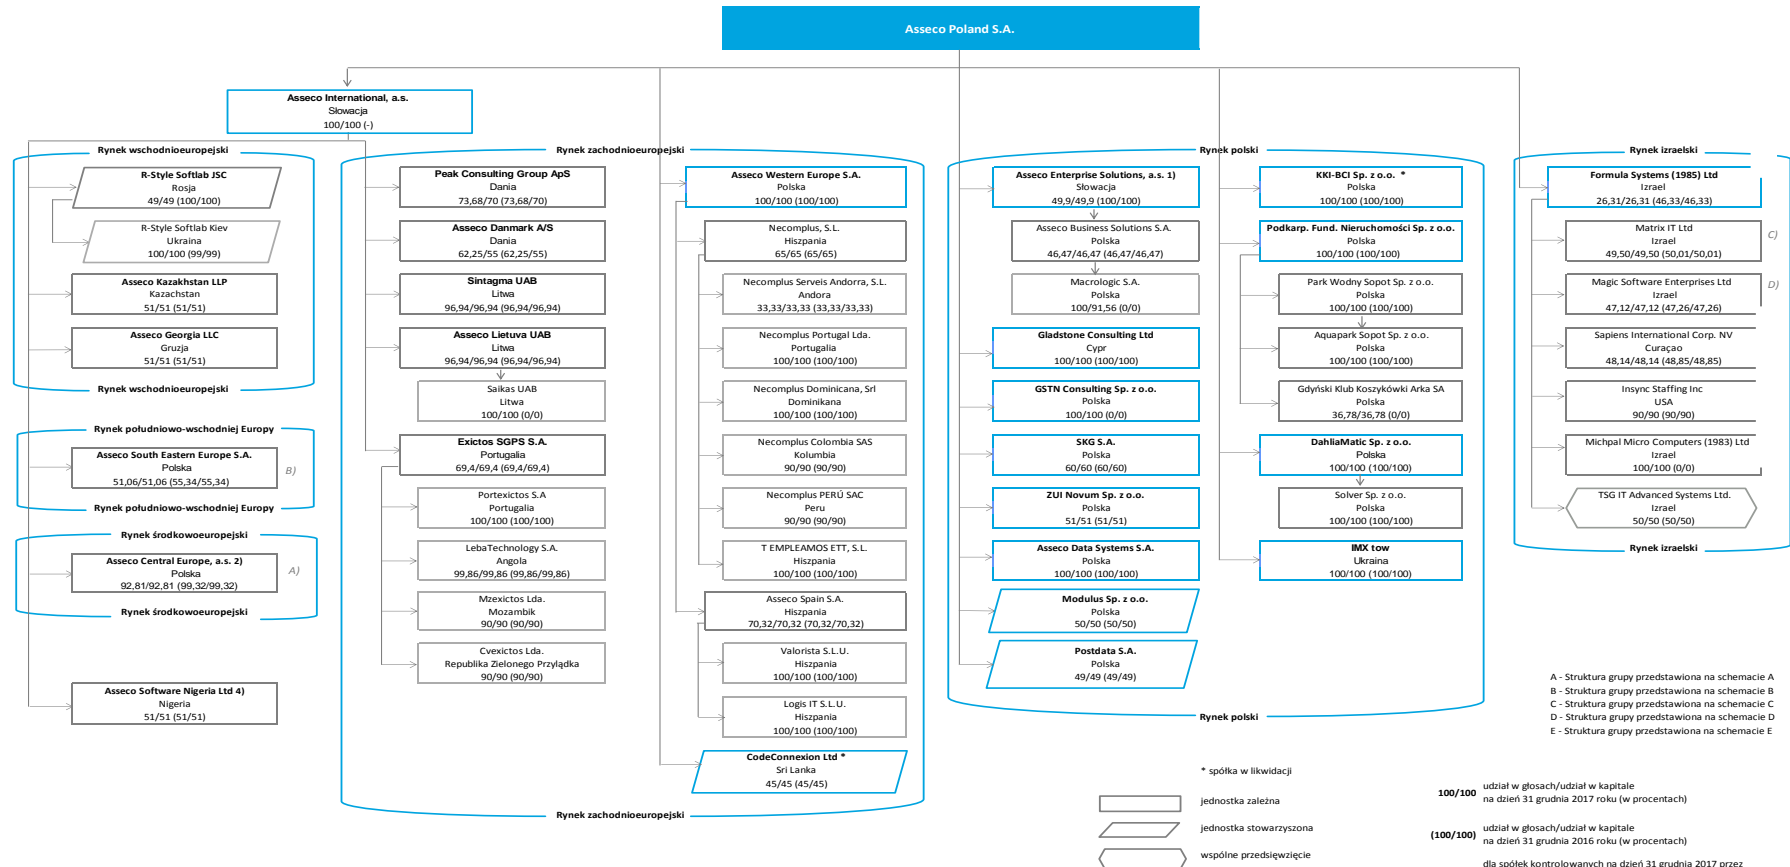 Asseco Poland S.A.
Asseco International, a.s.
Słowacja
100/100 (-)
Rynek wschodnioeuropejski
R-Style Softlab JSC
Rosja
49/49 (100/100)
R-Style Softlab Kiev
Ukraina
100/100 (99/99)
Asseco Kazakhstan LLP
Kazachstan
51/51 (51/51)
Asseco Georgia LLC
Gruzja
51/51 (51/51)
Rynek wschodnioeuropejski
Rynek południowo-wschodniej Europy
Asseco South Eastern Europe S.A.
Polska
51,06/51,06 (55,34/55,34)
B)
Rynek południowo-wschodniej Europy
Rynek środkowoeuropejski
Asseco Central Europe, a.s. 2)
Polska
92,81/92,81 (99,32/99,32)
A)
Rynek środkowoeuropejski
Asseco Software Nigeria Ltd 4)
Nigeria
51/51 (51/51)
Rynek zachodnioeuropejski
Peak Consulting Group ApS
Dania
73,68/70 (73,68/70)
Asseco Danmark A/S
Dania
62,25/55 (62,25/55)
Sintagma UAB
Litwa
96,94/96,94 (96,94/96,94)
Asseco Lietuva UAB
Litwa
96,94/96,94 (96,94/96,94)
Saikas UAB
Litwa
100/100 (0/0)
Exictos SGPS S.A.
Portugalia
69,4/69,4 (69,4/69,4)
Portexictos S.A
Portugalia
100/100 (100/100)
LebaTechnology S.A.
Angola
99,86/99,86 (99,86/99,86)
Mzexictos Lda.
Mozambik
90/90 (90/90)
Cvexictos Lda.
Republika Zielonego Przylądka
90/90 (90/90)
Asseco Western Europe S.A.
Polska
100/100 (100/100)
Necomplus, S.L.
Hiszpania
65/65 (65/65)
Necomplus Serveis Andorra, S.L.
Andora
33,33/33,33 (33,33/33,33)
Necomplus Portugal Lda.
Portugalia
100/100 (100/100)
Necomplus Dominicana, Srl
Dominikana
100/100 (100/100)
Necomplus Colombia SAS
Kolumbia
90/90 (90/90)
Necomplus PERÚ SAC
Peru
90/90 (90/90)
T EMPLEAMOS ETT, S.L.
Hiszpania
100/100 (100/100)
Asseco Spain S.A.
Hiszpania
70,32/70,32 (70,32/70,32)
Valorista S.L.U.
Hiszpania
100/100 (100/100)
Logis IT S.L.U.
Hiszpania
100/100 (100/100)
CodeConnexion Ltd *
Sri Lanka
45/45 (45/45)
Rynek zachodnioeuropejski
Rynek polski
Asseco Enterprise Solutions, a.s. 1)
Słowacja
49,9/49,9 (100/100)
Asseco Business Solutions S.A.
Polska
46,47/46,47 (46,47/46,47)
Macrologic S.A.
Polska
100/91,56 (0/0)
Gladstone Consulting Ltd
Cypr
100/100 (100/100)
GSTN Consulting Sp. z o.o.
Polska
100/100 (0/0)
SKG S.A.
Polska
60/60 (60/60)
ZUI Novum Sp. z o.o.
Polska
51/51 (51/51)
Asseco Data Systems S.A.
Polska
100/100 (100/100)
Modulus Sp. z o.o.
Polska
50/50 (50/50)
Postdata S.A.
Polska
49/49 (49/49)
KKI-BCI Sp. z o.o. *
Polska
100/100 (100/100)
Podkarp. Fund. Nieruchomości Sp. z o.o.
Polska
100/100 (100/100)
Park Wodny Sopot Sp. z o.o.
Polska
100/100 (100/100)
Aquapark Sopot Sp. z o.o.
Polska
100/100 (100/100)
Gdyński Klub Koszykówki Arka SA
Polska
36,78/36,78 (0/0)
DahliaMatic Sp. z o.o.
Polska
100/100 (100/100)
Solver Sp. z o.o.
Polska
100/100 (100/100)
IMX tow
Ukraina
100/100 (100/100)
Rynek polski
Rynek izraelski
Formula Systems (1985) Ltd
Izrael
26,31/26,31 (46,33/46,33)
Matrix IT Ltd
Izrael
49,50/49,50 (50,01/50,01)
C)
Magic Software Enterprises Ltd
Izrael
47,12/47,12 (47,26/47,26)
D)
Sapiens International Corp. NV
Curaçao
48,14/48,14 (48,85/48,85)
Insync Staffing Inc
USA
90/90 (90/90)
Michpal Micro Computers (1983) Ltd
Izrael
100/100 (0/0)
TSG IT Advanced Systems Ltd.
Izrael
50/50 (50/50)
Rynek izraelski
A - Struktura grupy przedstawiona na schemacie A
B - Struktura grupy przedstawiona na schemacie B
C - Struktura grupy przedstawiona na schemacie C
D - Struktura grupy przedstawiona na schemacie D
E - Struktura grupy przedstawiona na schemacie E
* spółka w likwidacji
jednostka zależna
jednostka stowarzyszona
wspólne przedsięwzięcie
100/100 udział w głosach/udział w kapitale
na dzień 31 grudnia 2017 roku (w procentach)
(100/100) udział w głosach/udział w kapitale
na dzień 31 grudnia 2016 roku (w procentach)
dla spółek kontrolowanych na dzień 31 grudnia 2017 przez